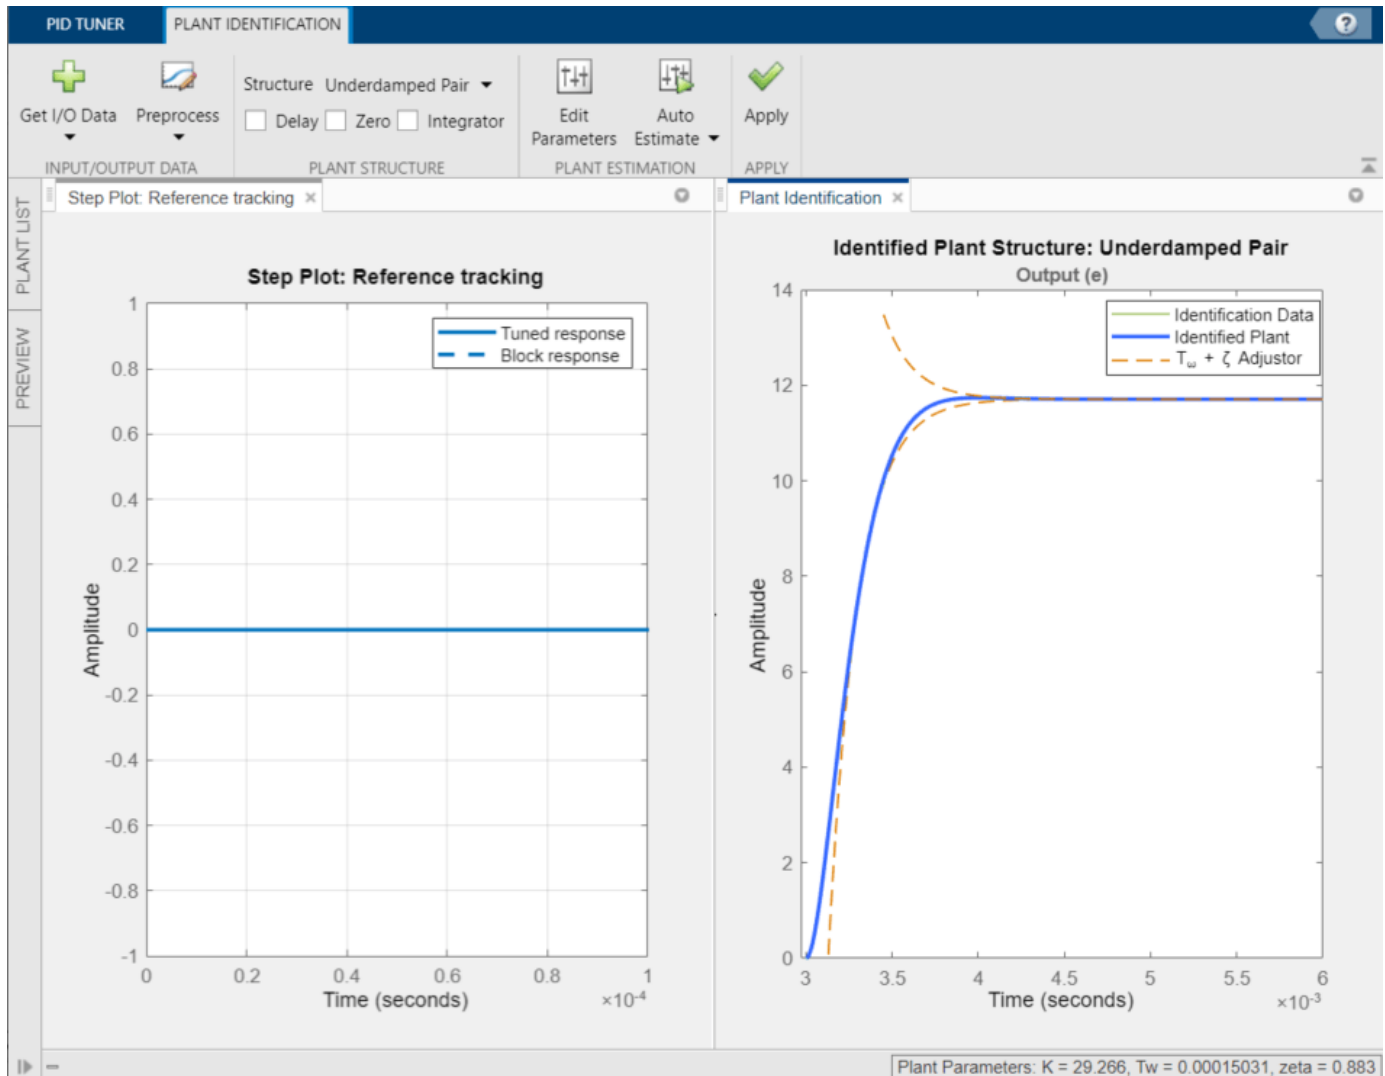 PID TUNER
PLANT IDENTIFICATION
?
Get I/O Data
Preprocess
Structure Underdamped Pair
Delay Zero Integrator
Edit Parameters
Auto Estimate
Apply
INPUT/OUTPUT DATA
PLANT STRUCTURE
PLANT ESTIMATION
APPLY
PLANT LIST
PREVIEW
Step Plot: Reference tracking ×
Step Plot: Reference tracking
Tuned response
Block response
1
0.8
0.6
0.4
0.2
0
-0.2
-0.4
-0.6
-0.8
-1
Amplitude
0 0.2 0.4 0.6 0.8 1
Time (seconds)
×10⁻⁴
Plant Identification ×
Identified Plant Structure: Underdamped Pair
Output (e)
Identification Data
Identified Plant
T_ω + ζ Adjustor
14
12
10
8
6
4
2
0
Amplitude
3 3.5 4 4.5 5 5.5 6
Time (seconds)
×10⁻³
Plant Parameters: K = 29.266, Tw = 0.00015031, zeta = 0.883